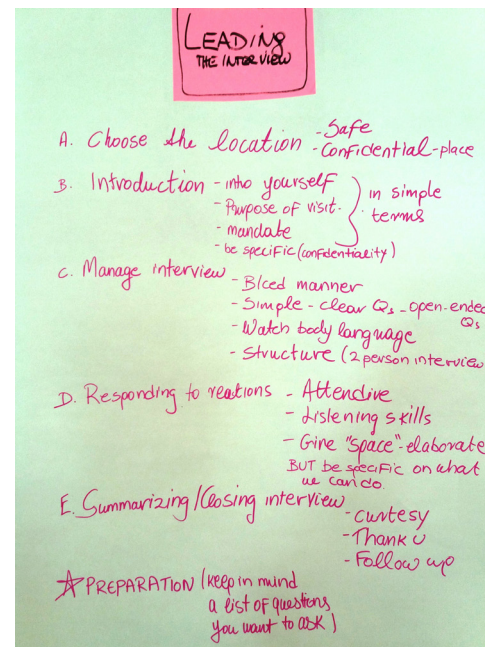 LEADING
THE INTERVIEW
A. Choose the location - Safe
- Confidential - place
B. Introduction - intro yourself
- Purpose of visit.
- mandate
- be specific (confidentiality)
in simple
terms
C. Manage interview
- Blced manner
- Simple - clear Qs - open-ended
Qs
- Watch body language
- Structure (2 person interview
D. Responding to reactions - Attendive
- Listening skills
- Give "space" - elaborate
BUT be specific on what
we can do.
E. Summarizing / Closing interview
- Curtesy
- Thank U
- Follow up
PREPARATION (keep in mind
a list of questions
you want to ask)